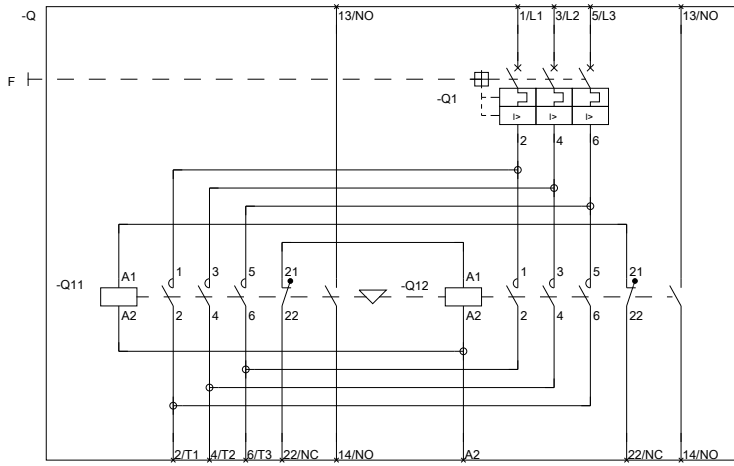 -Q 13/NO 1/L1 3/L2 5/L3 13/NO
F
-Q1
I> I> I>
2 4 6
-Q11 A1 1 3 5 21 -Q12 A1 1 3 5 21
A2 2 4 6 22 A2 2 4 6 22
2/T1 4/T2 6/T3 22/NC 14/NO A2 22/NC 14/NO